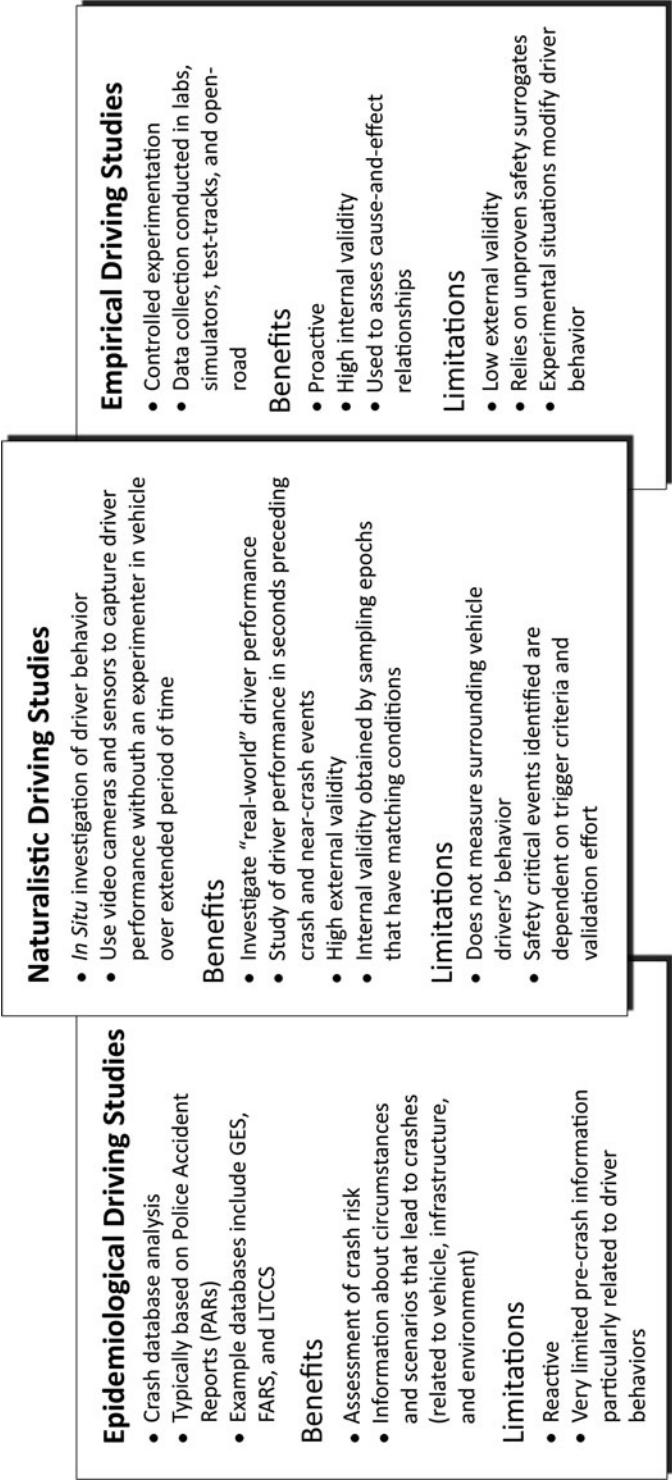 Epidemiological Driving Studies
• Crash database analysis
• Typically based on Police Accident
Reports (PARs)
• Example databases include GES,
FARS, and LTCCS
Benefits
• Assessment of crash risk
• Information about circumstances
and scenarios that lead to crashes
(related to vehicle, infrastructure,
and environment)
Limitations
• Reactive
• Very limited pre-crash information
particularly related to driver
behaviors
Naturalistic Driving Studies
• In Situ investigation of driver behavior
• Use video cameras and sensors to capture driver
performance withouth an experimenter in vehicle
over extended period of time
Benefits
• Investigate “real-world” driver performance
• Study of driver performance in seconds preceding
crash and near-crash events
• High external validity
• Internal validity obtained by sampling epochs
that have matching conditions
Limitations
• Does not measure surrounding vehicle
drivers’ behavior
• Safety critical events identified are
dependent on trigger criteria and
validation effort
Empirical Driving Studies
• Controlled experimentation
• Data collection conducted in labs,
simulators, test-tracks, and open-
road
Benefits
• Proactive
• High internal validity
• Used to asses cause-and-effect
relationships
Limitations
• Low external validity
• Relies on unproven safety surrogates
• Experimental situations modify driver
behavior